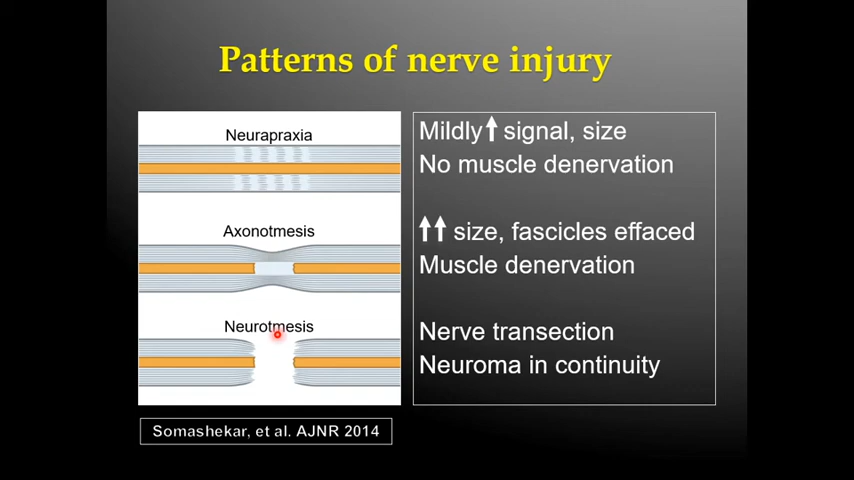 Patterns of nerve injury
Neurapraxia
Axonotmesis
Neurotmesis
Mildly↑ signal, size
No muscle denervation
↑↑ size, fascicles effaced
Muscle denervation
Nerve transection
Neuroma in continuity
Somashekar, et al. AJNR 2014